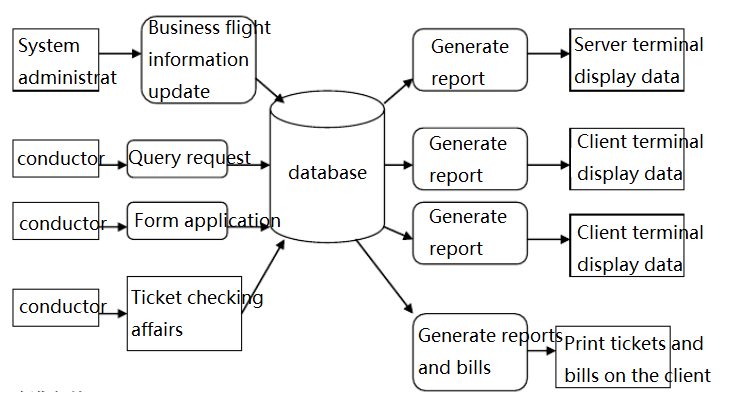 System
administrat
Business flight
information
update
Generate
report
Server terminal
display data
conductor
Query request
database
Generate
report
Client terminal
display data
conductor
Form application
Generate
report
Client terminal
display data
conductor
Ticket checking
affairs
Generate reports
and bills
Print tickets and
bills on the client